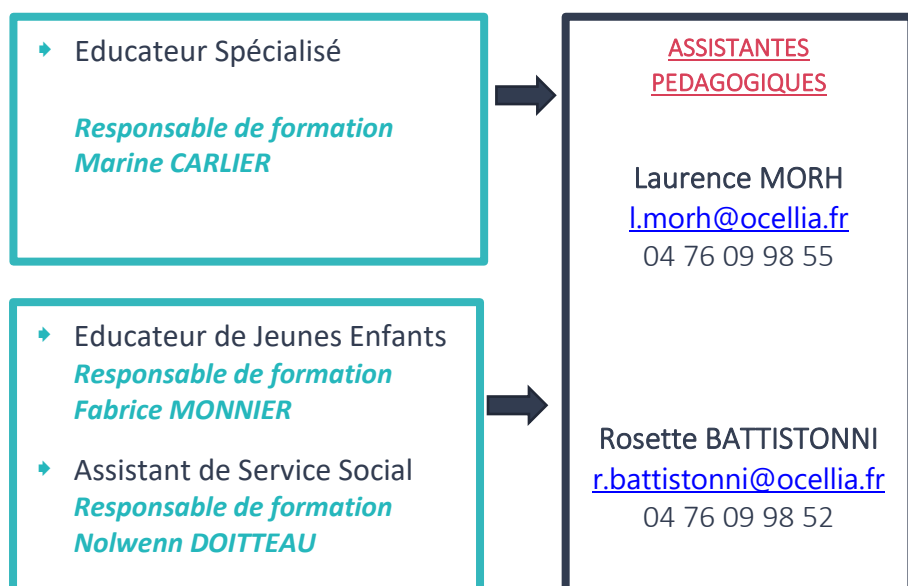 Educateur Spécialisé
Responsable de formation
Marine CARLIER
Educateur de Jeunes Enfants
Responsable de formation
Fabrice MONNIER
Assistant de Service Social
Responsable de formation
Nolwenn DOITTEAU
ASSISTANTES
PEDAGOGIQUES
Laurence MORH
l.morh@ocellia.fr
04 76 09 98 55
Rosette BATTISTONNI
r.battistonni@ocellia.fr
04 76 09 98 52